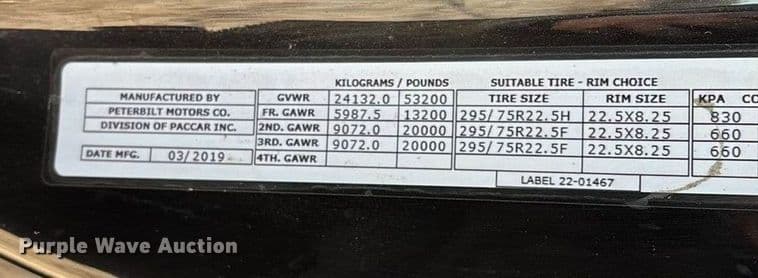 KILOGRAMS / POUNDS SUITABLE TIRE - RIM CHOICE
MANUFACTURED BY GVWR 24132.0 53200 TIRE SIZE RIM SIZE KPA CO
PETERBILT MOTORS CO. FR. GAWR 5987.5 13200 295/75R22.5H 22.5X8.25 830
DIVISION OF PACCAR INC. 2ND. GAWR 9072.0 20000 295/75R22.5F 22.5X8.25 660
3RD. GAWR 9072.0 20000 295/75R22.5F 22.5X8.25 660
DATE MFG. 03/2019 4TH. GAWR
LABEL 22-01467
Purple Wave Auction